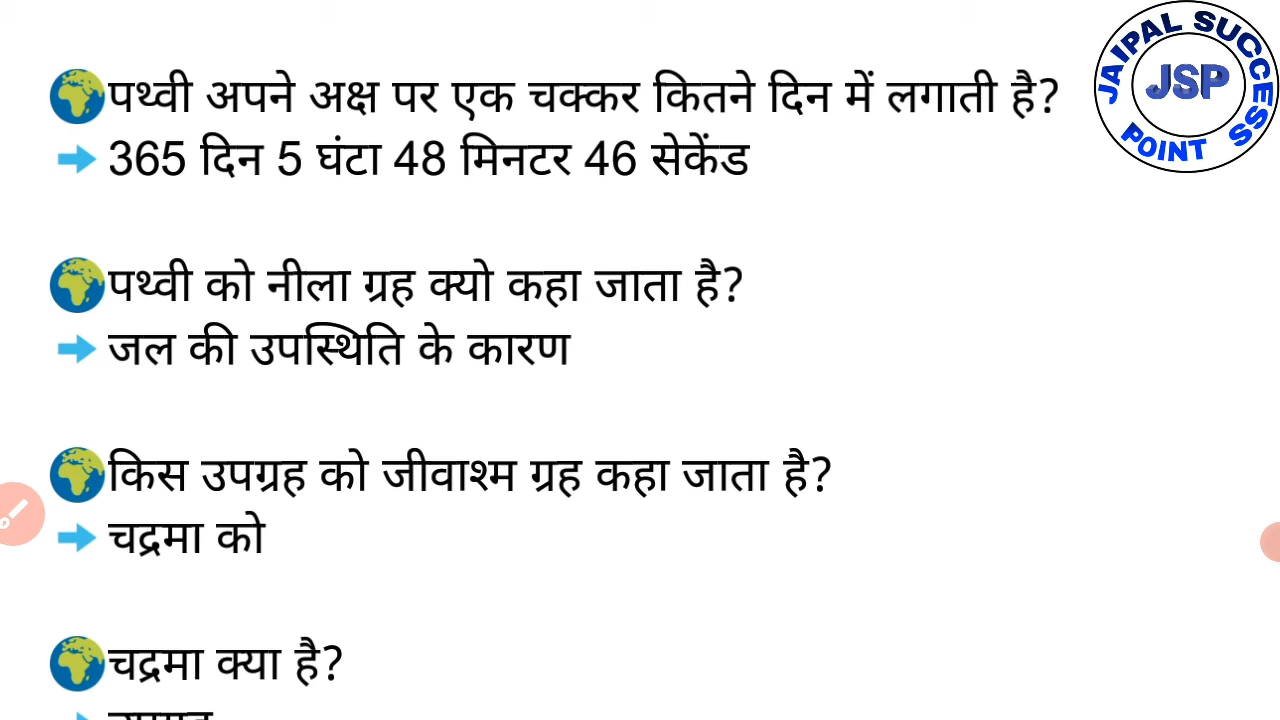 पथ्वी अपने अक्ष पर एक चक्कर कितने दिन में लगाती है?
365 दिन 5 घंटा 48 मिनटर 46 सेकेंड
पथ्वी को नीला ग्रह क्यो कहा जाता है?
जल की उपस्थिति के कारण
किस उपग्रह को जीवाश्म ग्रह कहा जाता है?
चद्रमा को
चद्रमा क्या है?
JAIPAL SUCCESS
POINT
JSP